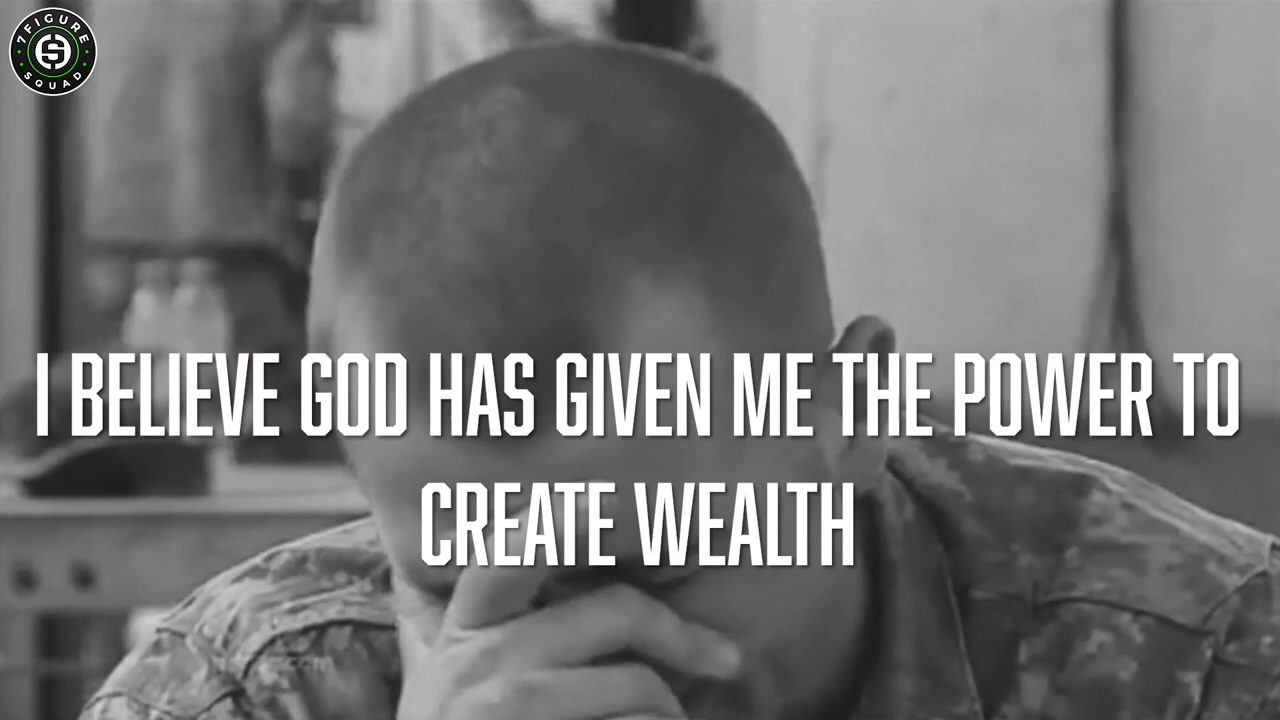 7FIGURE
SQUAD
I BELIEVE GOD HAS GIVEN ME THE POWER TO
CREATE WEALTH